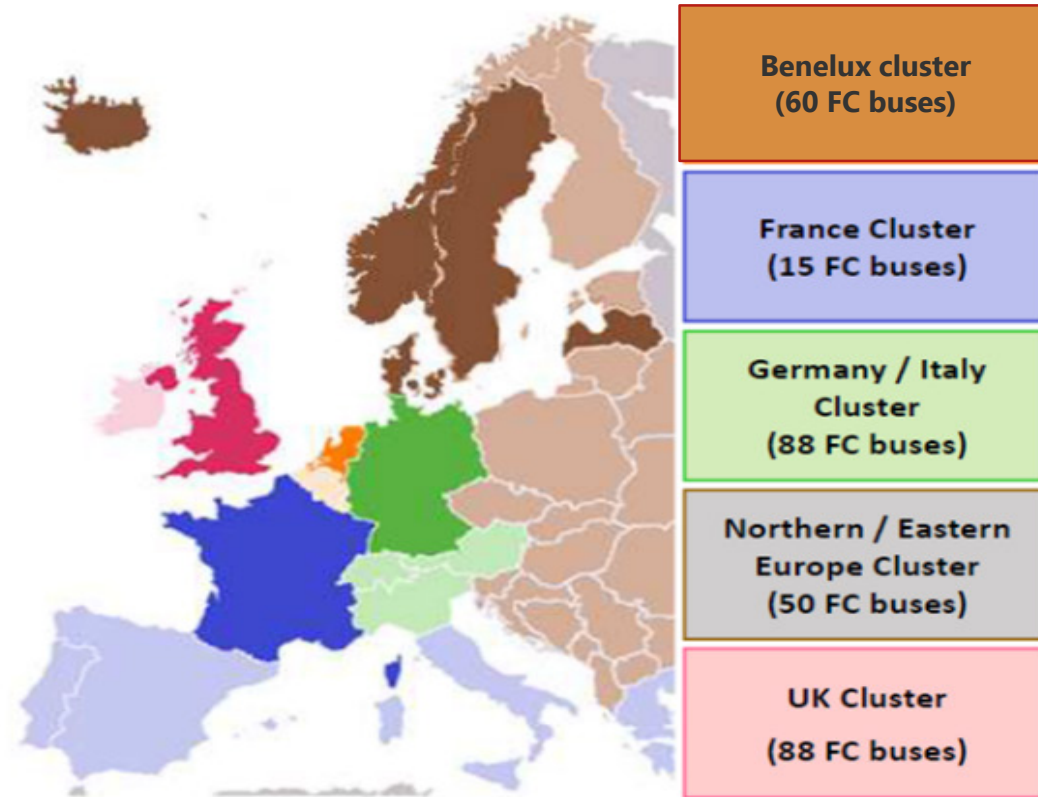 Benelux cluster
(60 FC buses)
France Cluster
(15 FC buses)
Germany / Italy
Cluster
(88 FC buses)
Northern / Eastern
Europe Cluster
(50 FC buses)
UK Cluster
(88 FC buses)